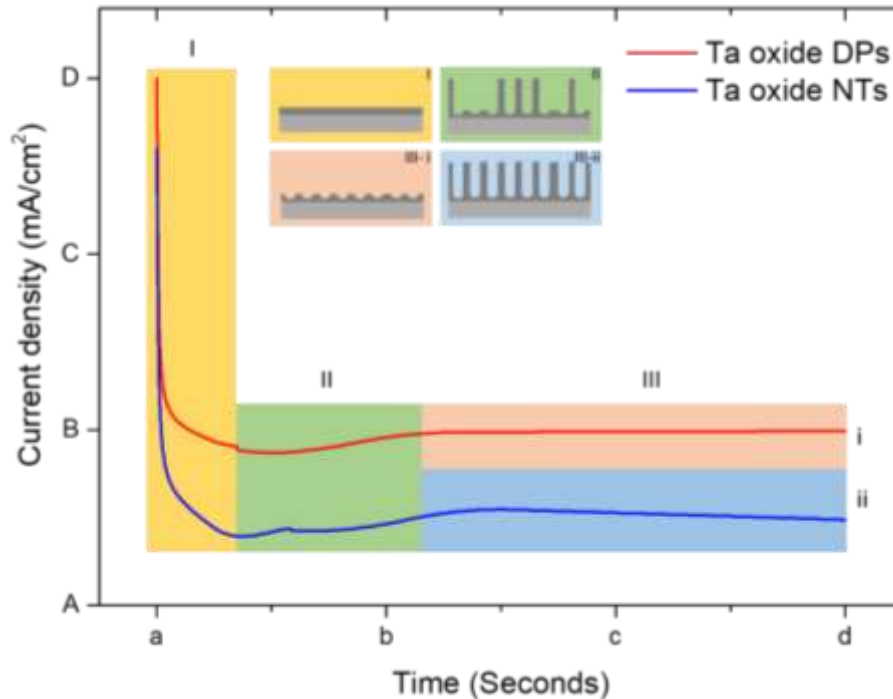 I
Ta oxide DPs
Ta oxide NTs
I
II
III- i
III-ii
D
C
B
A
II
III
i
ii
a
b
c
d
Current density (mA/cm²)
Time (Seconds)